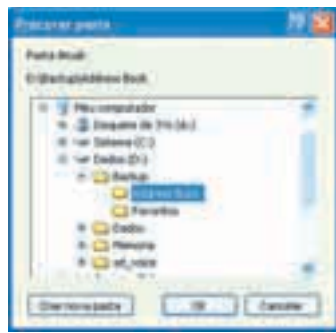 Procurar pasta
Pasta Atual:
D:\Backup\Address Book
Meu computador
Disquete de 3½ (A:)
Sistema (C:)
Dados (D:)
Backup
Address Book
Favoritos
Dados
Memoria
Criar nova pasta
OK
Cancelar